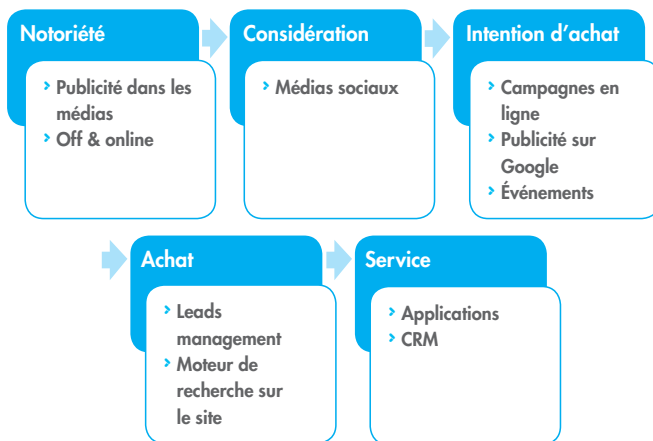 Notoriété
› Publicité dans les
médias
› Off & online
Considération
› Médias sociaux
Intention d’achat
› Campagnes en
ligne
› Publicité sur
Google
› Événements
Achat
› Leads
management
› Moteur de
recherche sur
le site
Service
› Applications
› CRM